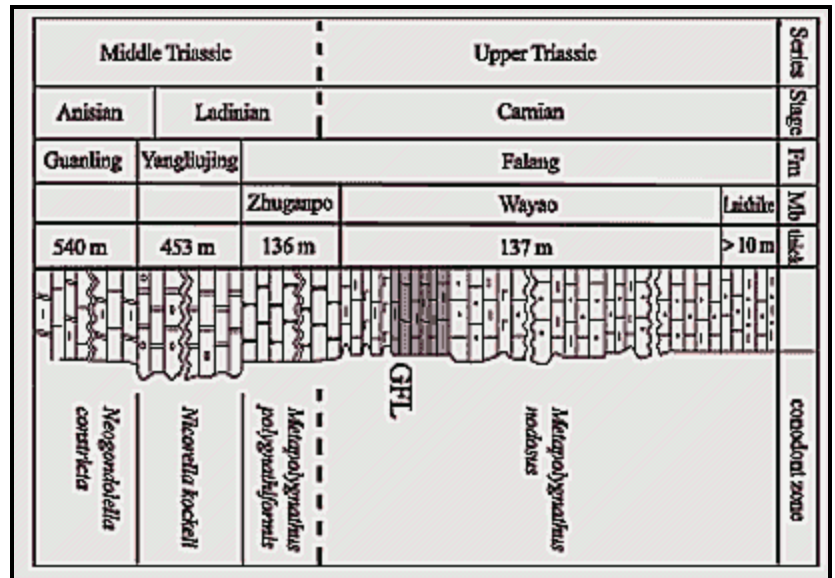 Middle Triassic Upper Triassic Series
Anisian Ladinian Carnian Stage
Guanling Yangliujing Falang Fm
Zhuganpo Wayao Laishike Mb
540 m 453 m 136 m 137 m > 10 m thick
GFL
Neogondolella
constricta
Nicorella kockeli
Metapolygnathus
polygnathiformis
Metapolygnathus
nodosus
conodont zone